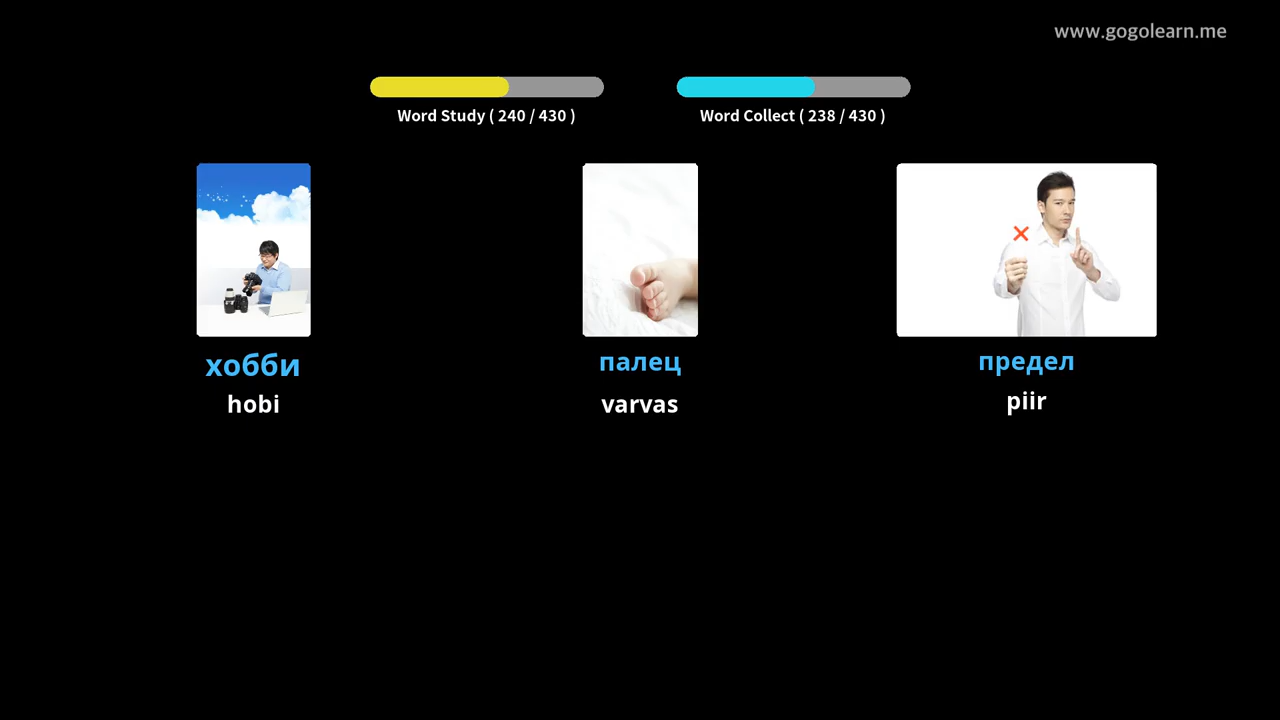 www.gogolearn.me
Word Study ( 240 / 430 )
Word Collect ( 238 / 430 )
хобби
hobi
палец
varvas
предел
piir